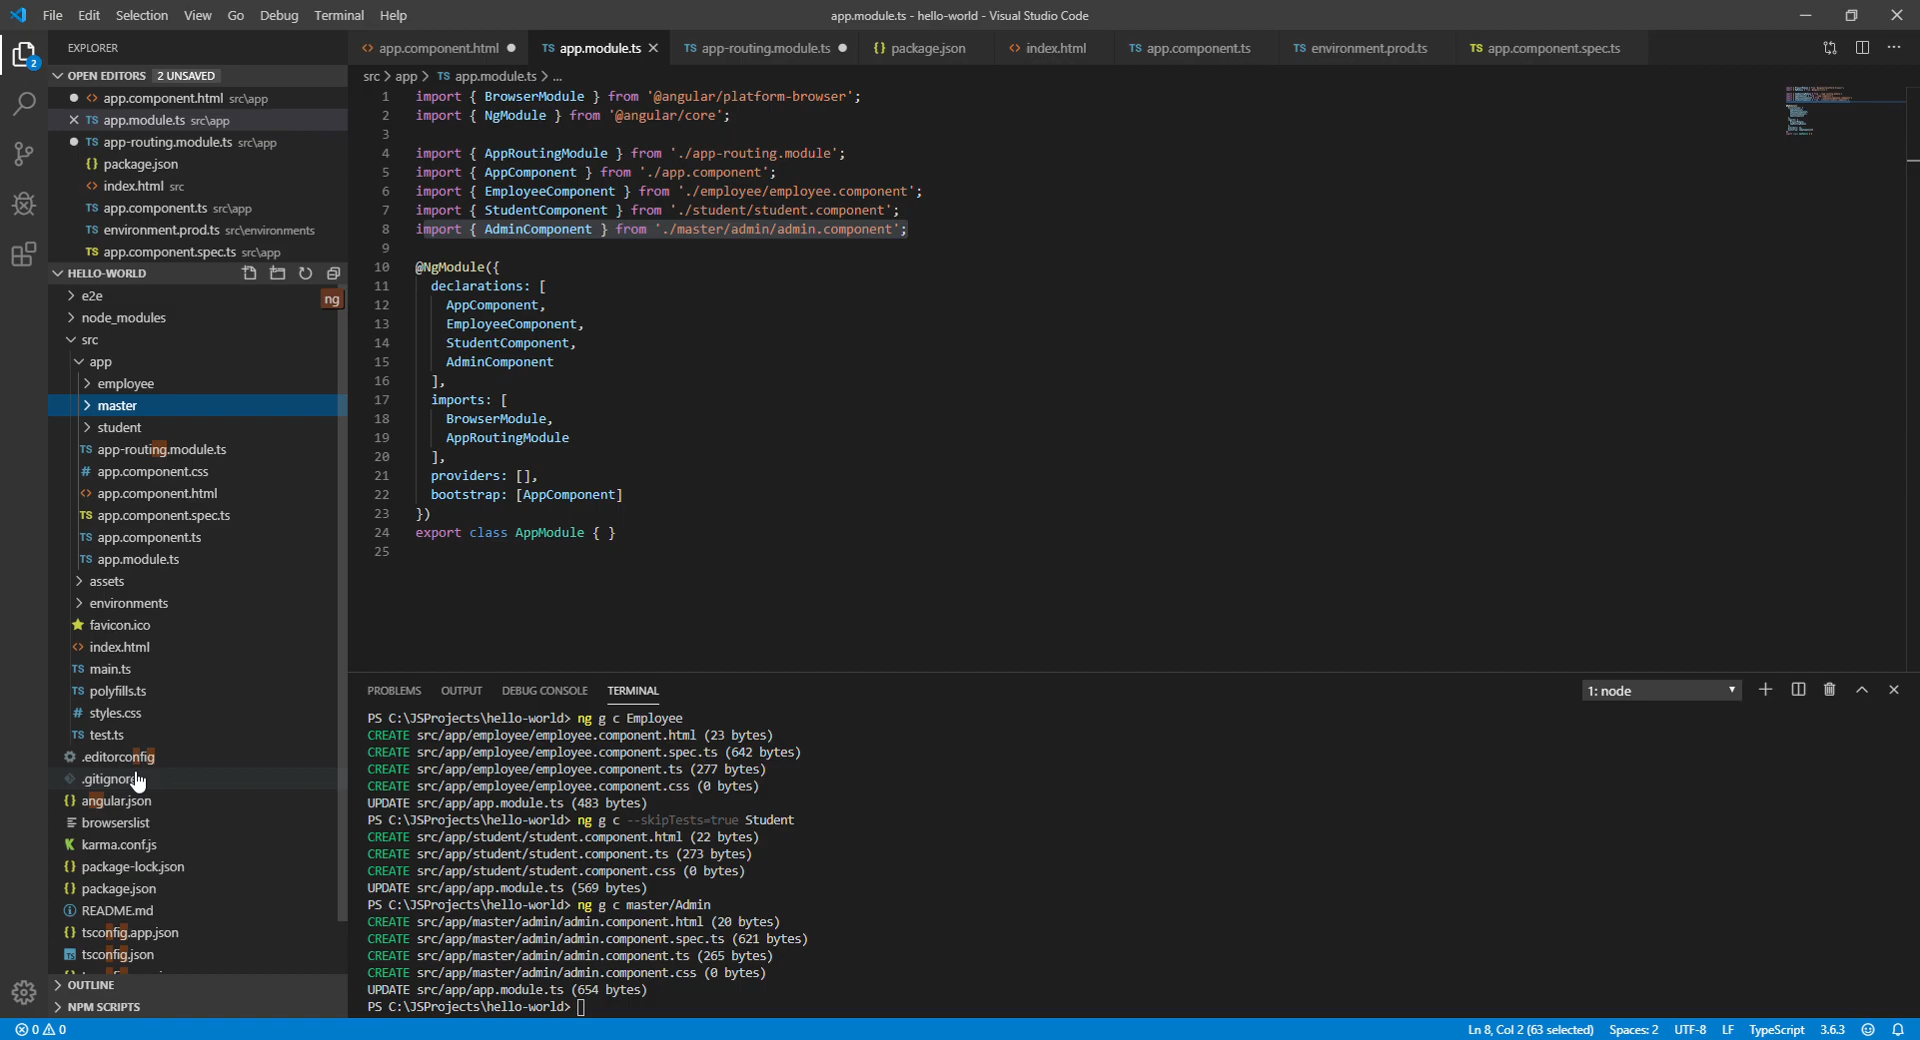 File Edit Selection View Go Debug Terminal Help
app.module.ts - hello-world - Visual Studio Code
EXPLORER
OPEN EDITORS 2 UNSAVED
app.component.html src\app
app.module.ts src\app
app-routing.module.ts src\app
package.json
index.html src
app.component.ts src\app
environment.prod.ts src\environments
app.component.spec.ts src\app
HELLO-WORLD
ng
e2e
node_modules
src
app
employee
master
student
app-routing.module.ts
app.component.css
app.component.html
app.component.spec.ts
app.component.ts
app.module.ts
assets
environments
favicon.ico
index.html
main.ts
polyfills.ts
styles.css
test.ts
.editorconfig
.gitignore
angular.json
browserslist
karma.conf.js
package-lock.json
package.json
README.md
tsconfig.app.json
tsconfig.json
OUTLINE
NPM SCRIPTS
2
app.component.html app.module.ts app-routing.module.ts package.json index.html app.component.ts environment.prod.ts app.component.spec.ts
src > app > TS app.module.ts > ...
1 import { BrowserModule } from '@angular/platform-browser';
2 import { NgModule } from '@angular/core';
3
4 import { AppRoutingModule } from './app-routing.module';
5 import { AppComponent } from './app.component';
6 import { EmployeeComponent } from './employee/employee.component';
7 import { StudentComponent } from './student/student.component';
8 import { AdminComponent } from './master/admin/admin.component';
9
10 @NgModule({
11 declarations: [
12 AppComponent,
13 EmployeeComponent,
14 StudentComponent,
15 AdminComponent
16 ],
17 imports: [
18 BrowserModule,
19 AppRoutingModule
20 ],
21 providers: [],
22 bootstrap: [AppComponent]
23 })
24 export class AppModule { }
25
PROBLEMS OUTPUT DEBUG CONSOLE TERMINAL 1: node
PS C:\JSProjects\hello-world> ng g c Employee
CREATE src/app/employee/employee.component.html (23 bytes)
CREATE src/app/employee/employee.component.spec.ts (642 bytes)
CREATE src/app/employee/employee.component.ts (277 bytes)
CREATE src/app/employee/employee.component.css (0 bytes)
UPDATE src/app/app.module.ts (483 bytes)
PS C:\JSProjects\hello-world> ng g c --skipTests=true Student
CREATE src/app/student/student.component.html (22 bytes)
CREATE src/app/student/student.component.ts (273 bytes)
CREATE src/app/student/student.component.css (0 bytes)
UPDATE src/app/app.module.ts (569 bytes)
PS C:\JSProjects\hello-world> ng g c master/Admin
CREATE src/app/master/admin/admin.component.html (20 bytes)
CREATE src/app/master/admin/admin.component.spec.ts (621 bytes)
CREATE src/app/master/admin/admin.component.ts (265 bytes)
CREATE src/app/master/admin/admin.component.css (0 bytes)
UPDATE src/app/app.module.ts (654 bytes)
PS C:\JSProjects\hello-world>
0 0 Ln 8, Col 2 (63 selected) Spaces: 2 UTF-8 LF TypeScript 3.6.3